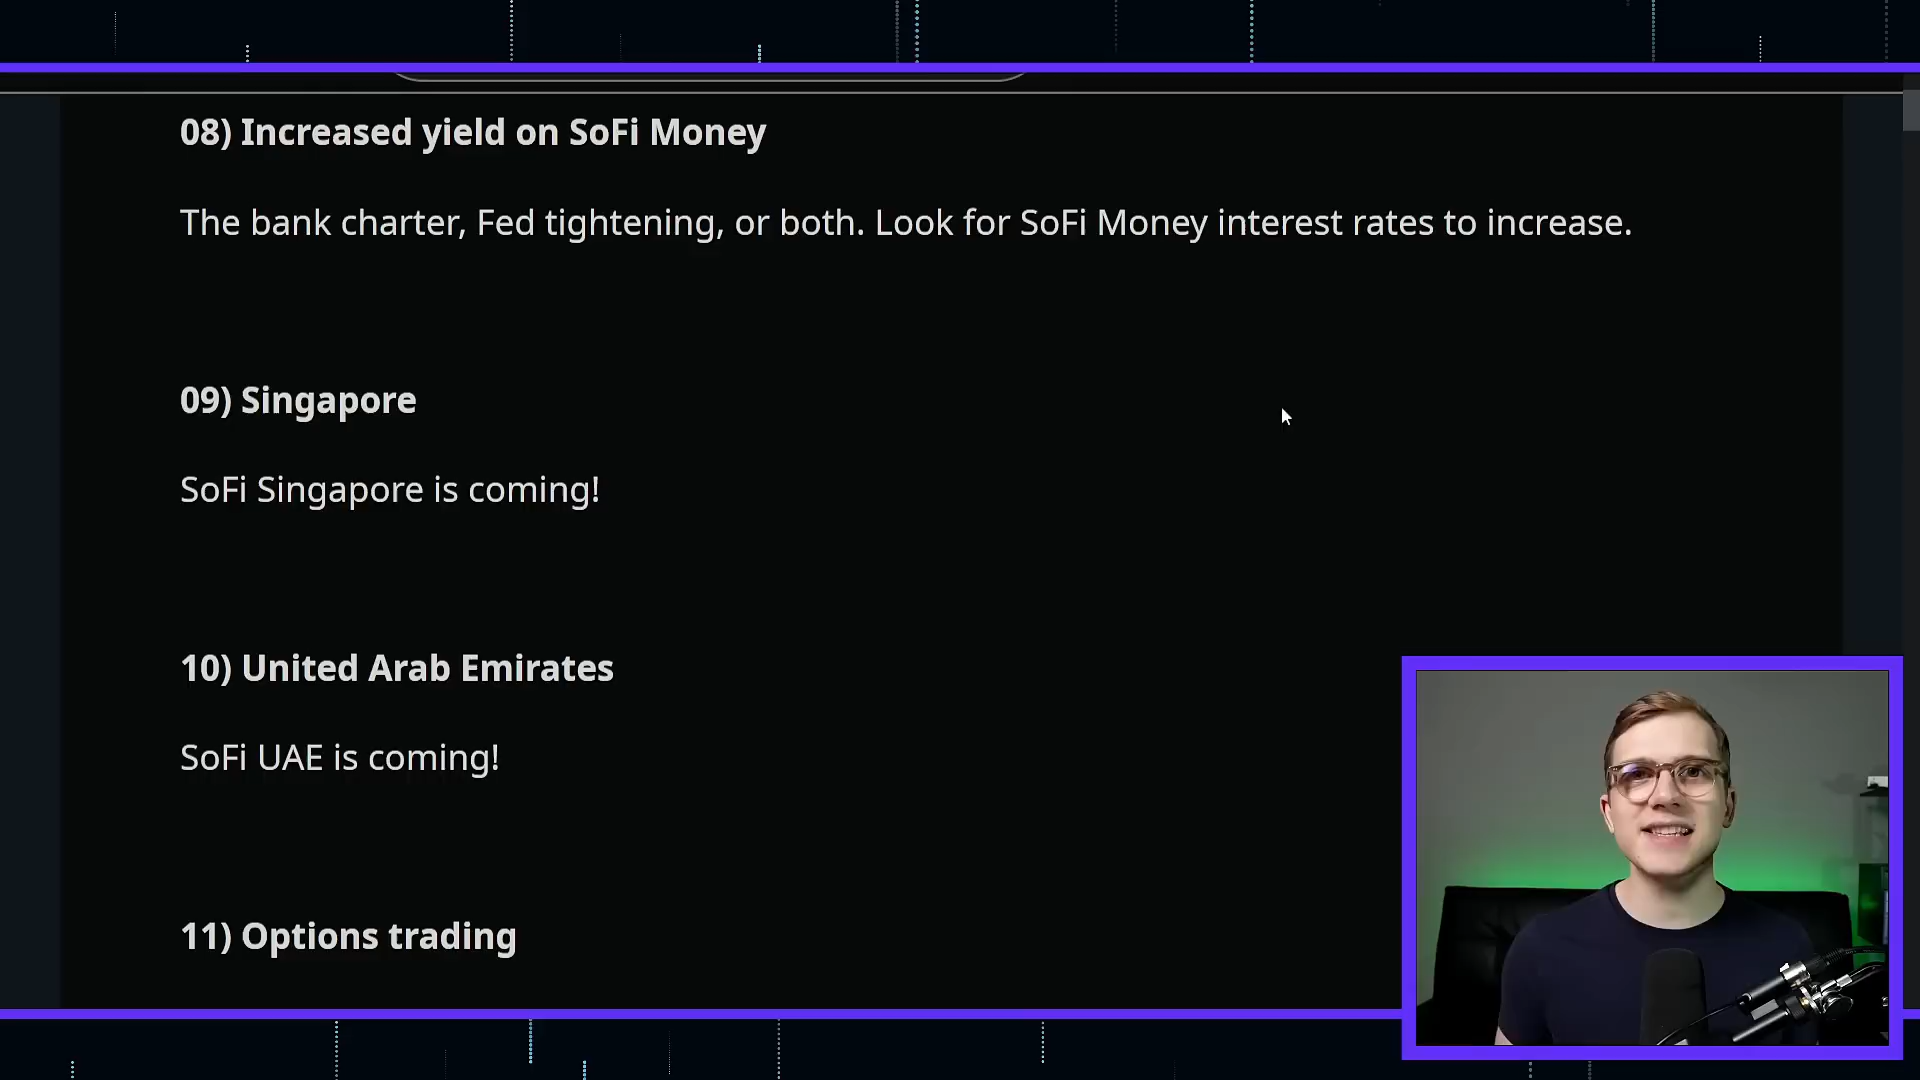 08) Increased yield on SoFi Money
The bank charter, Fed tightening, or both. Look for SoFi Money interest rates to increase.
09) Singapore
SoFi Singapore is coming!
10) United Arab Emirates
SoFi UAE is coming!
11) Options trading